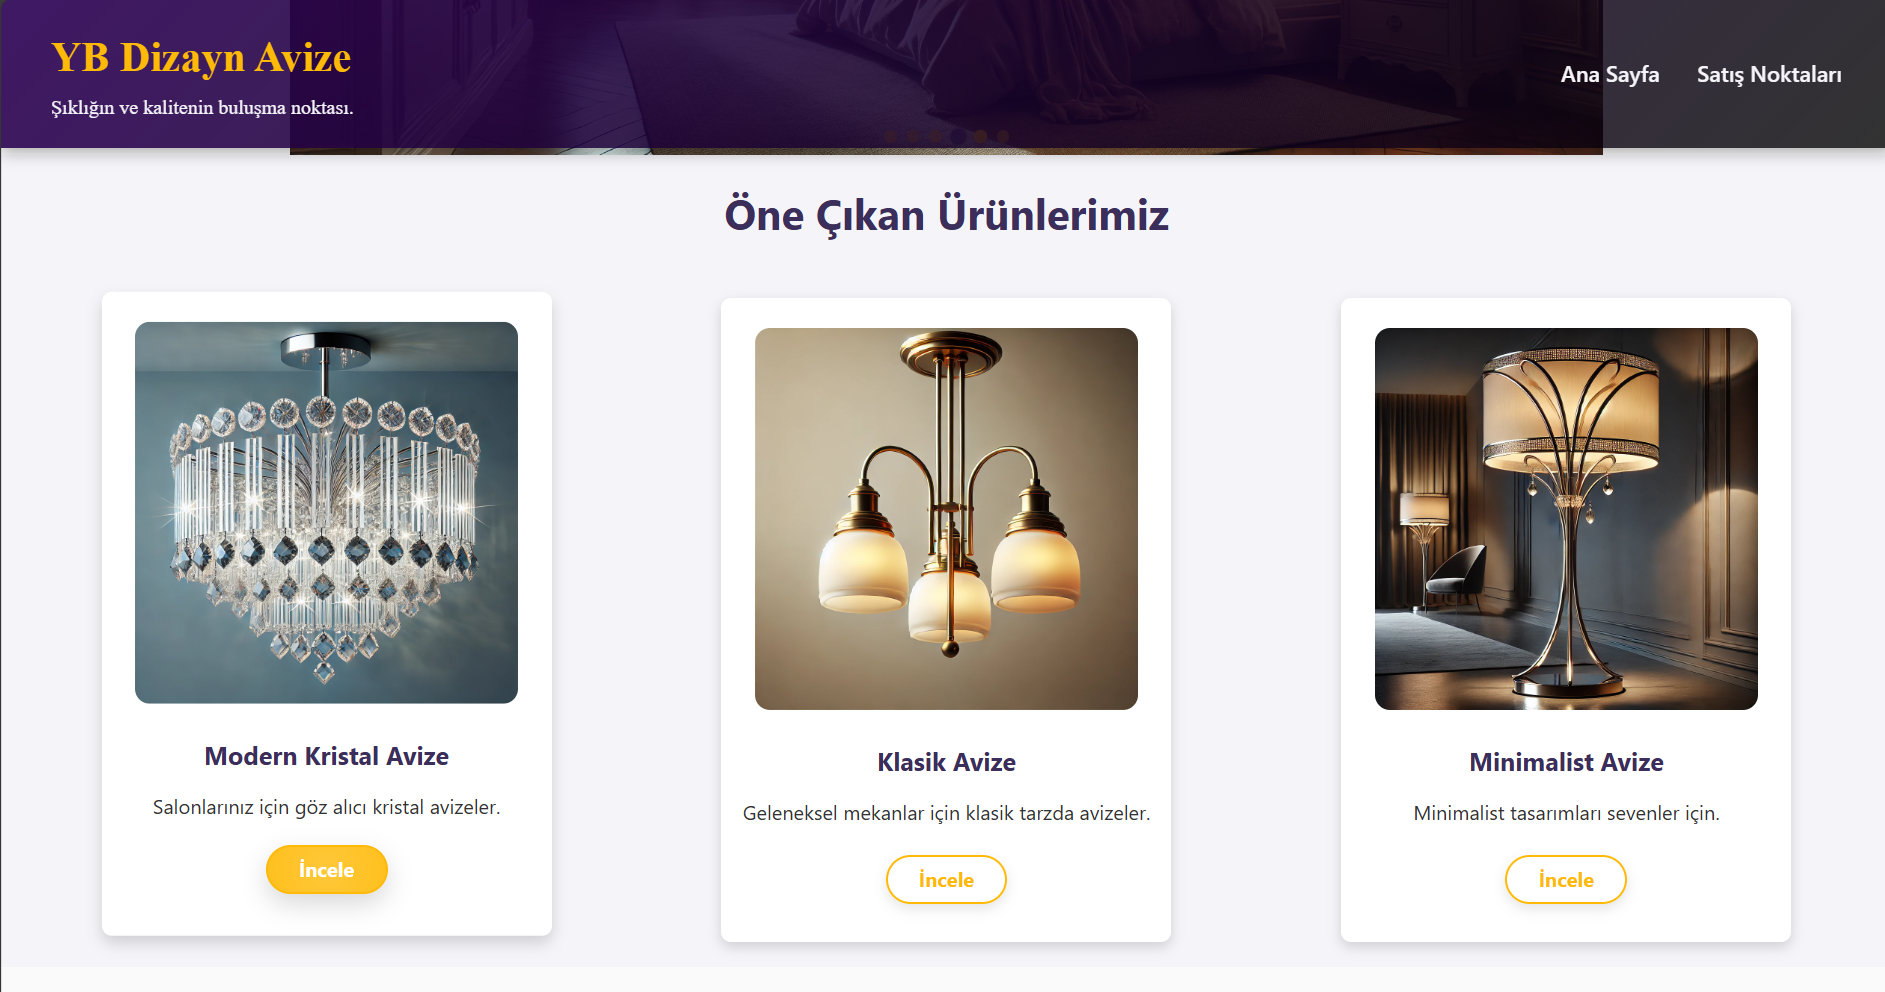 YB Dizayn Avize
Şıklığın ve kalitenin buluşma noktası.
Ana Sayfa
Satış Noktaları
Öne Çıkan Ürünlerimiz
Modern Kristal Avize
Salonlarınız için göz alıcı kristal avizeler.
İncele
Klasik Avize
Geleneksel mekanlar için klasik tarzda avizeler.
İncele
Minimalist Avize
Minimalist tasarımları sevenler için.
İncele